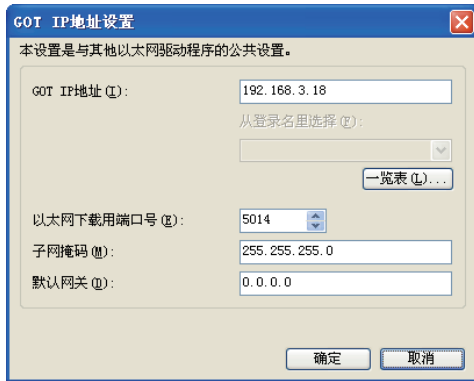 GOT IP地址设置
本设置是与其他以太网驱动程序的公共设置。
GOT IP地址(I): 192.168.3.18
从登录名里选择(F):
一览表(L)...
以太网下载用端口号(E): 5014
子网掩码(M): 255.255.255.0
默认网关(D): 0.0.0.0
确定 取消